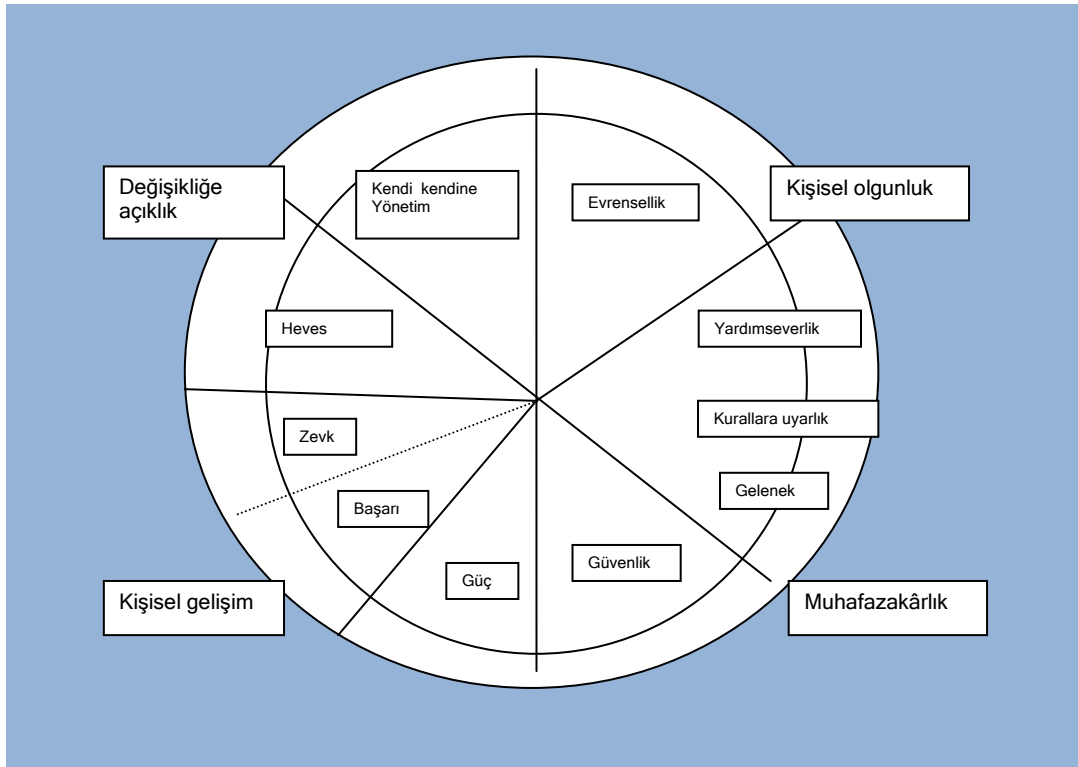 Değişikliğe
açıklık
Kendi kendine
Yönetim
Evrensellik
Kişisel olgunluk
Heves
Yardımseverlik
Zevk
Kurallara uyarlık
Başarı
Gelenek
Güç
Güvenlik
Kişisel gelişim
Muhafazakârlık